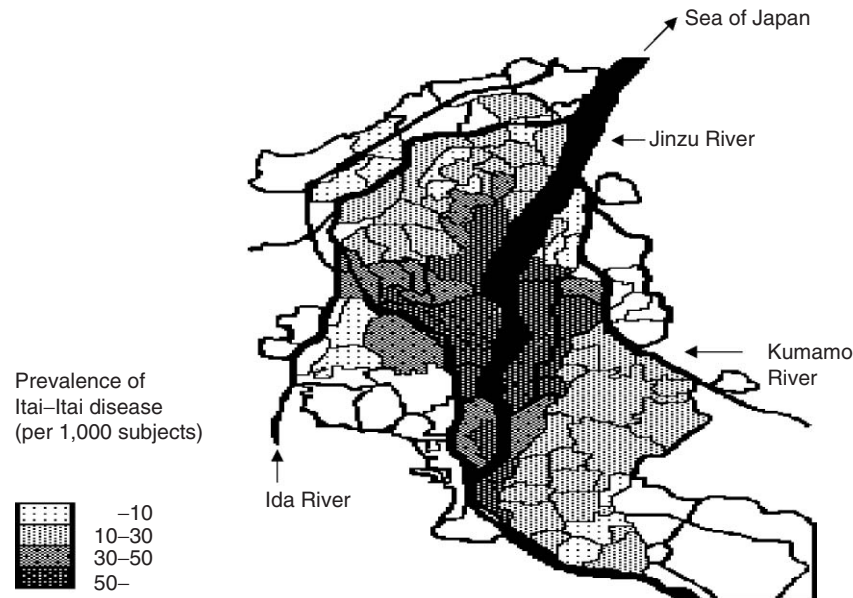 Sea of Japan
Jinzu River
Kumamo
River
Prevalence of
Itai–Itai disease
(per 1,000 subjects)
Ida River
–10
10–30
30–50
50–